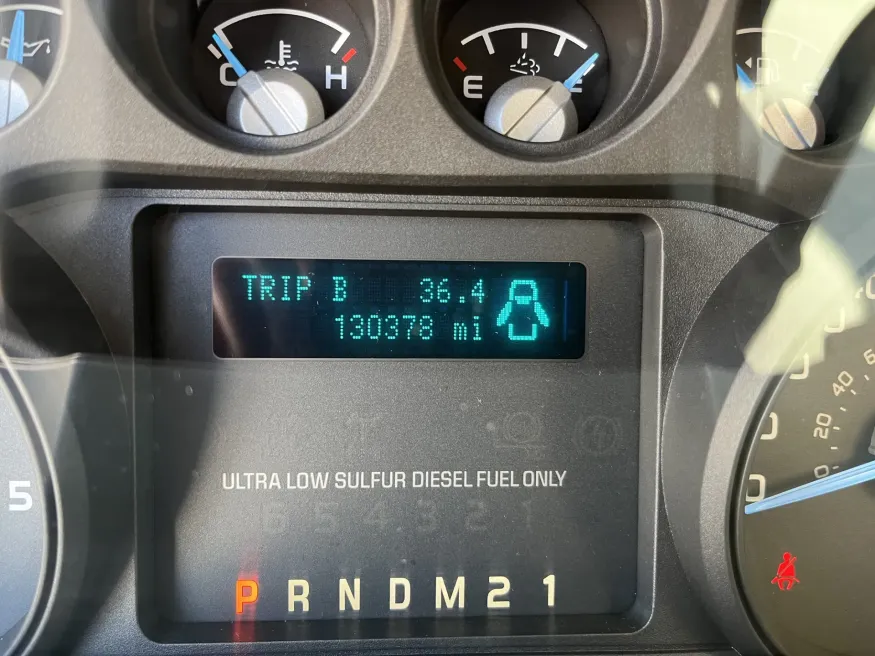 C H
E F
TRIP B 36.4
130378 mi
ULTRA LOW SULFUR DIESEL FUEL ONLY
6 5 4 3 2 1
5
20 40
0
P R N D M 2 1